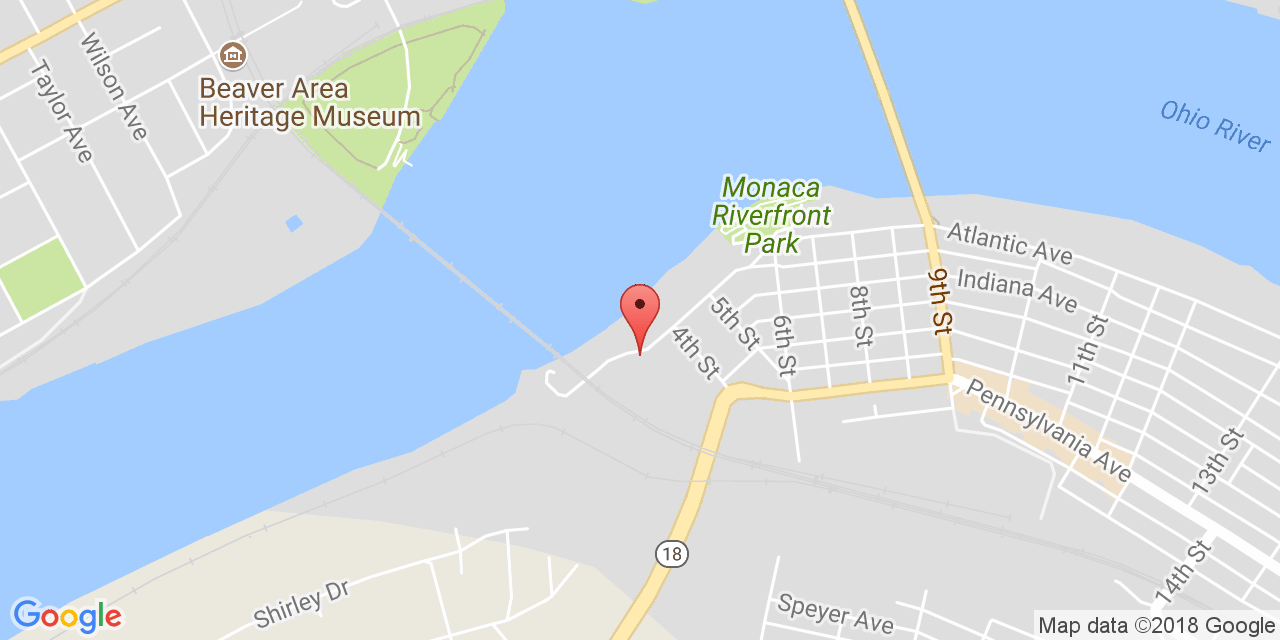 Wilson Ave
Taylor Ave
Beaver Area
Heritage Museum
Ohio River
Monaca
Riverfront
Park
Atlantic Ave
Indiana Ave
9th St
8th St
6th St
5th St
4th St
11th St
Pennsylvania Ave
13th St
14th St
18
Shirley Dr
Speyer Ave
Google
Map data ©2018 Google